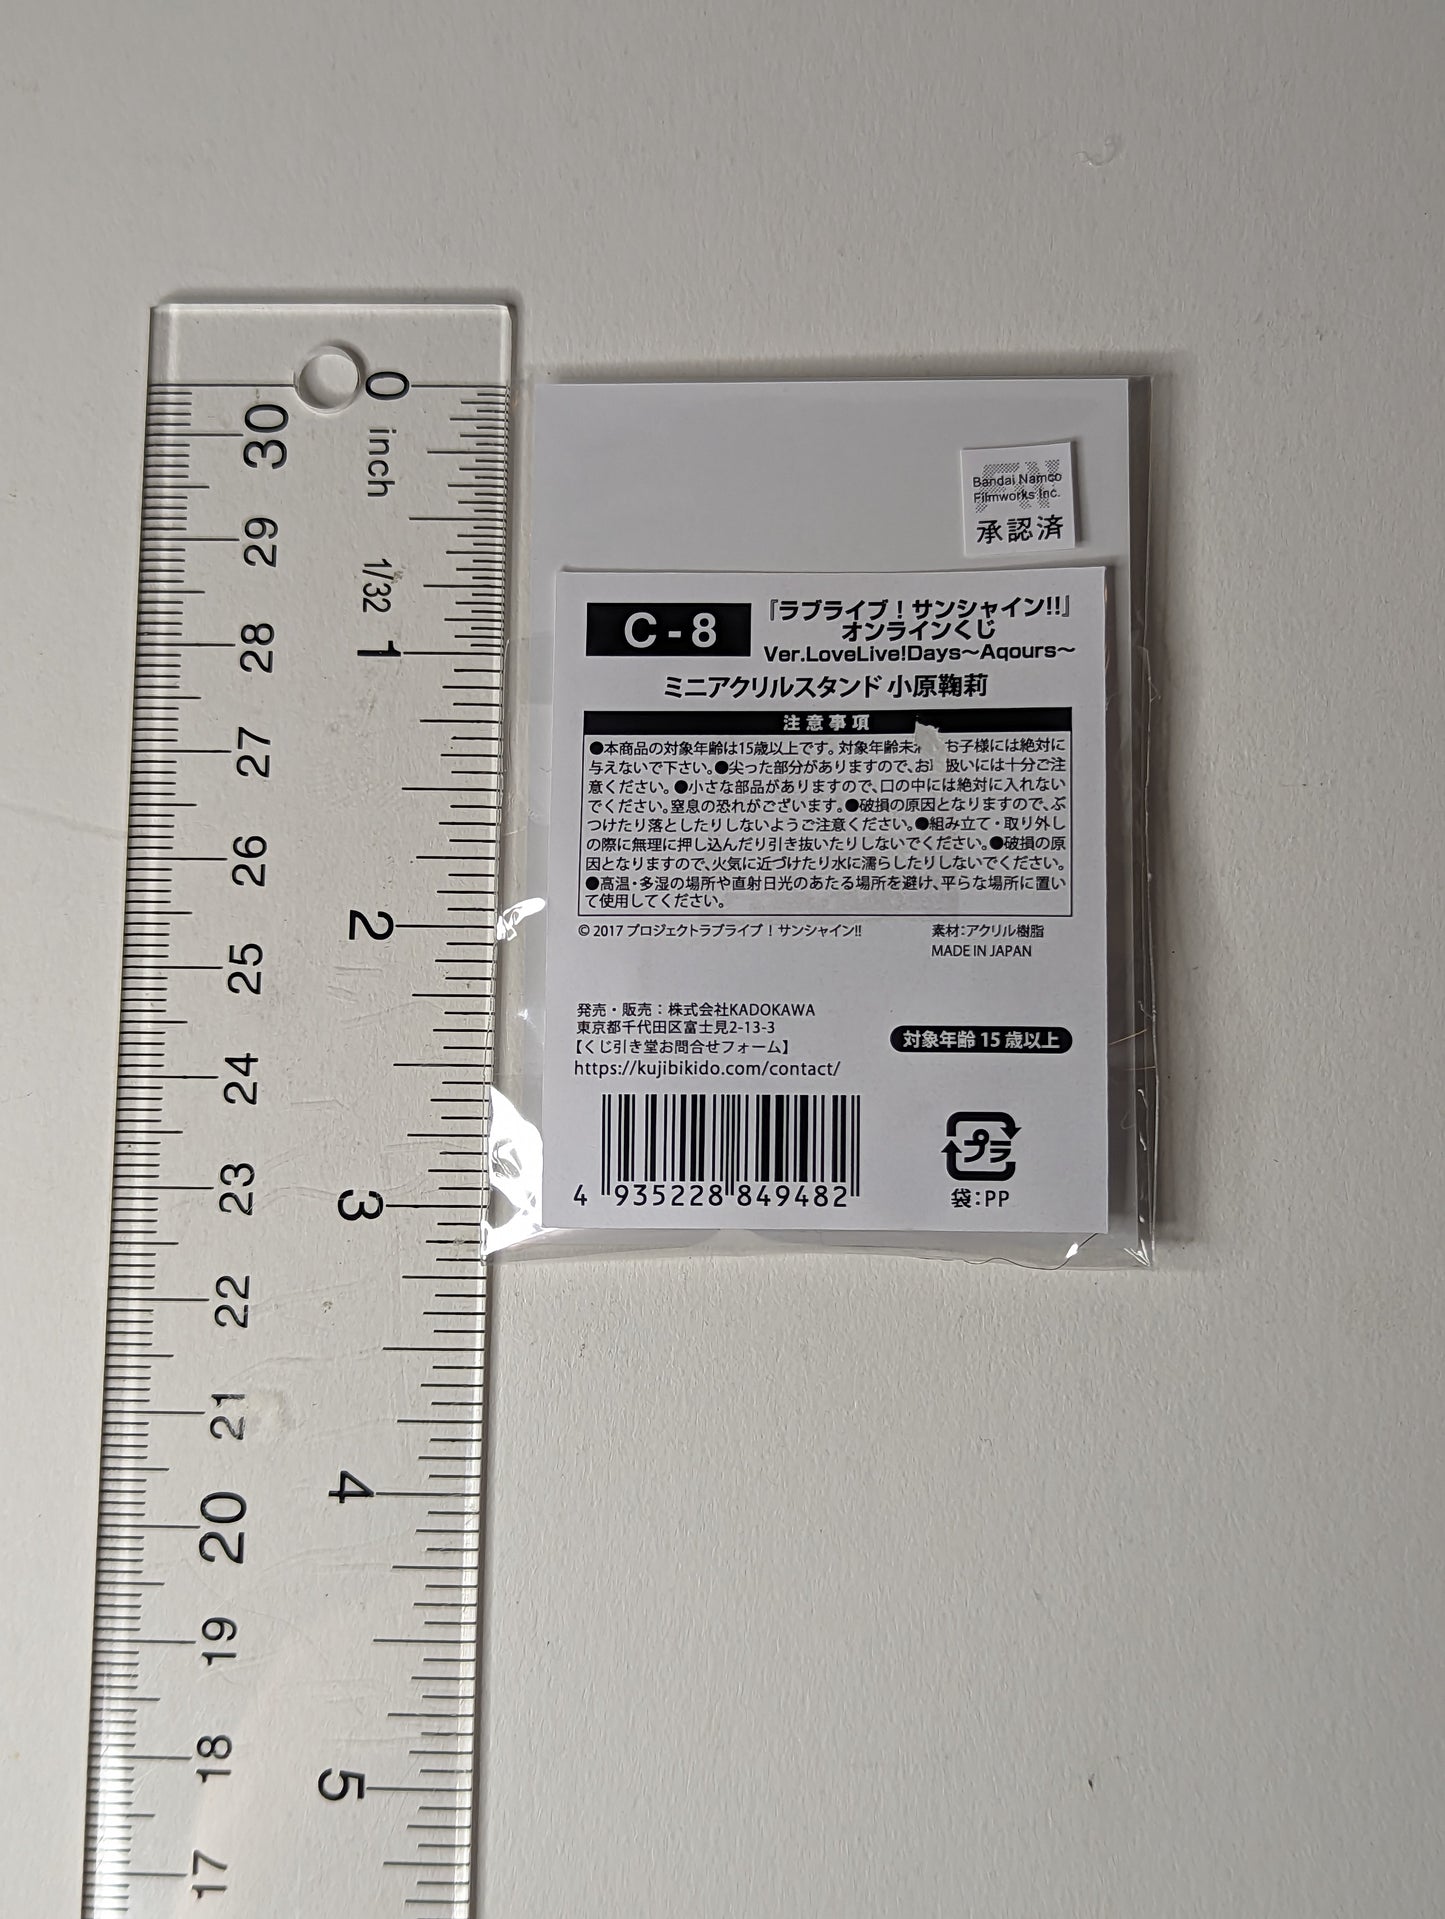 0
inch
1/32
1
2
3
4
5
30
29
28
27
26
25
24
23
22
21
20
19
18
17
Bandai Namco
Filmworks Inc.
承認済
C-8
『ラブライブ！サンシャイン!!』
オンラインくじ
Ver.LoveLive!Days～Aqours～
ミニアクリルスタンド 小原鞠莉
注意事項
●本商品の対象年齢は15歳以上です。対象年齢未 お子様には絶対に
与えないで下さい。●尖った部分がありますので、お 扱いには十分ご注
意ください。●小さな部品がありますので、口の中には絶対に入れない
でください。窒息の恐れがございます。●破損の原因となりますので、ぶ
つけたり落としたりしないようご注意ください。●組み立て・取り外し
の際に無理に押し込んだり引き抜いたりしないでください。●破損の原
因となりますので、火気に近づけたり水に濡らしたりしないでください。
●高温・多湿の場所や直射日光のあたる場所を避け、平らな場所に置い
て使用してください。
© 2017 プロジェクトラブライブ！サンシャイン!!
素材：アクリル樹脂
MADE IN JAPAN
発売・販売：株式会社KADOKAWA
東京都千代田区富士見2-13-3
【くじ引き堂お問合せフォーム】
https://kujibikido.com/contact/
対象年齢 15 歳以上
4 935228 849482
プラ
袋：PP